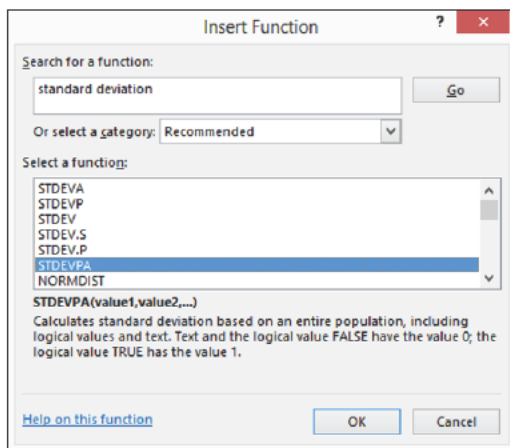 Insert Function
?
Search for a function:
standard deviation
Go
Or select a category: Recommended
Select a function:
STDEVA
STDEVP
STDEV
STDEV.S
STDEV.P
STDEVPA
NORMDIST
STDEVPA(value1,value2,...)
Calculates standard deviation based on an entire population, including
logical values and text. Text and the logical value FALSE have the value 0; the
logical value TRUE has the value 1.
Help on this function
OK
Cancel